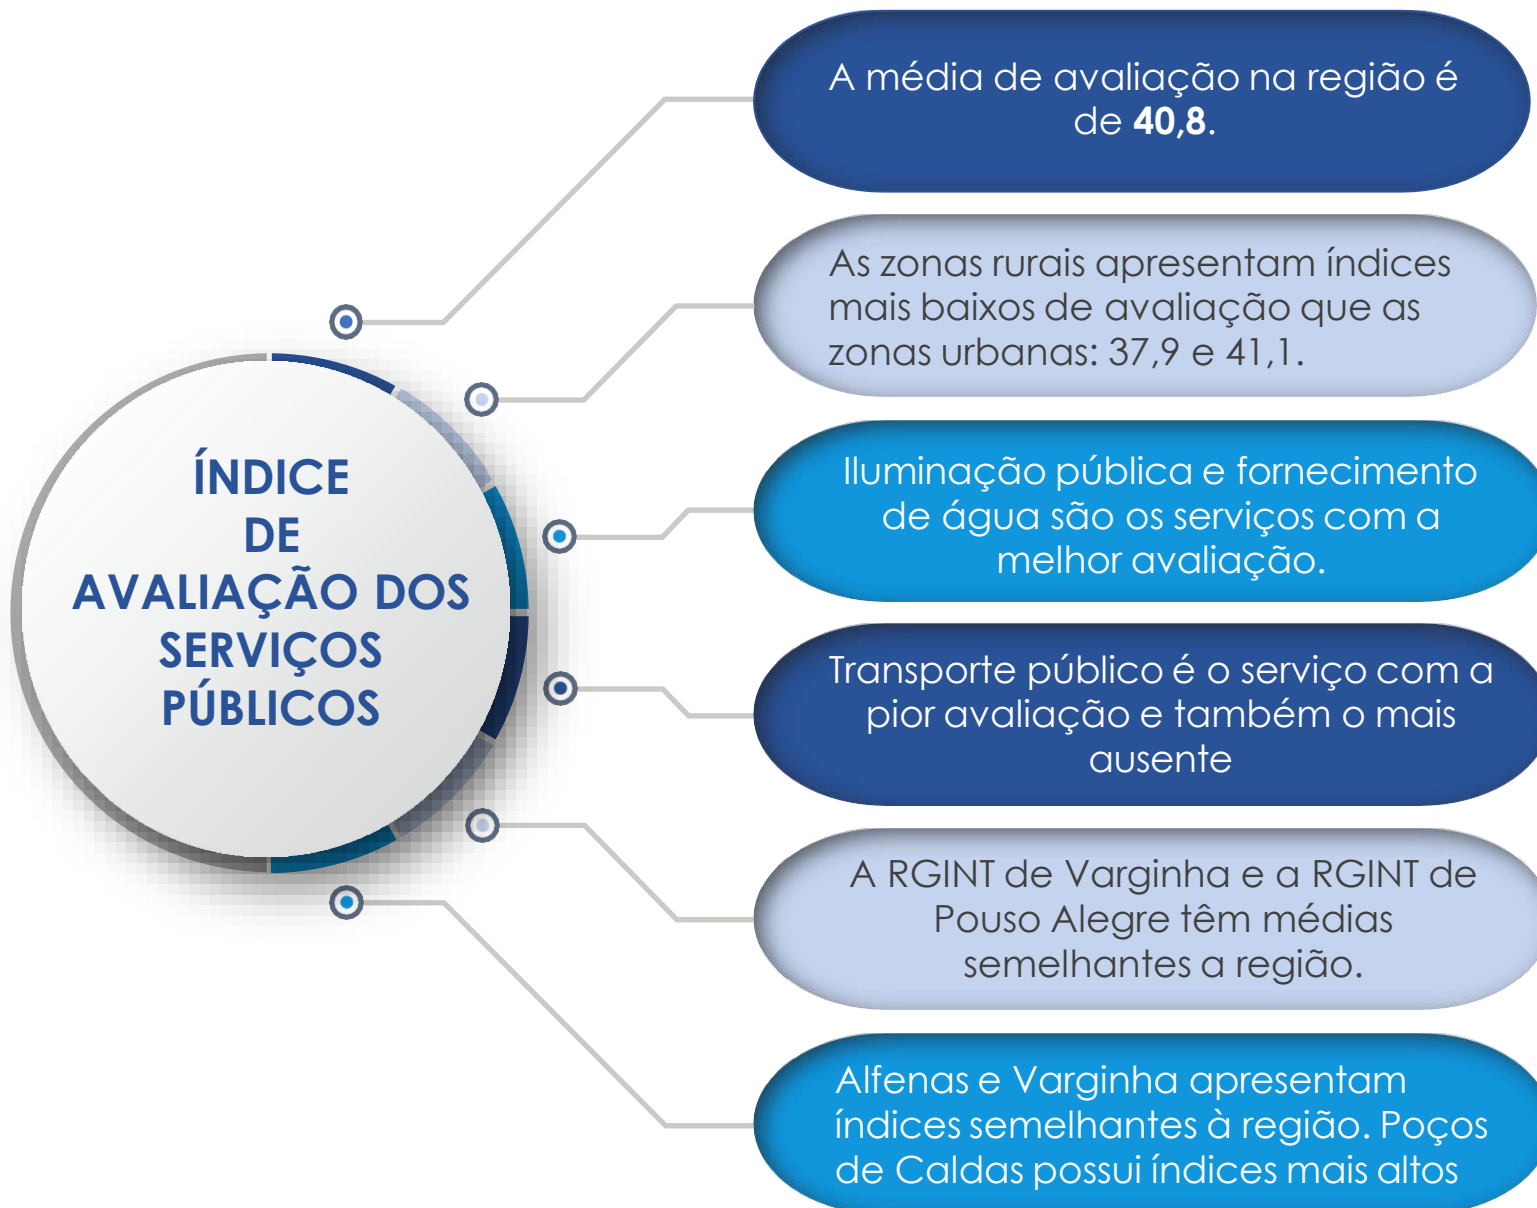 ÍNDICE
DE
AVALIAÇÃO DOS
SERVIÇOS
PÚBLICOS
A média de avaliação na região é
de 40,8.
As zonas rurais apresentam índices
mais baixos de avaliação que as
zonas urbanas: 37,9 e 41,1.
Iluminação pública e fornecimento
de água são os serviços com a
melhor avaliação.
Transporte público é o serviço com a
pior avaliação e também o mais
ausente
A RGINT de Varginha e a RGINT de
Pouso Alegre têm médias
semelhantes a região.
Alfenas e Varginha apresentam
índices semelhantes à região. Poços
de Caldas possui índices mais altos